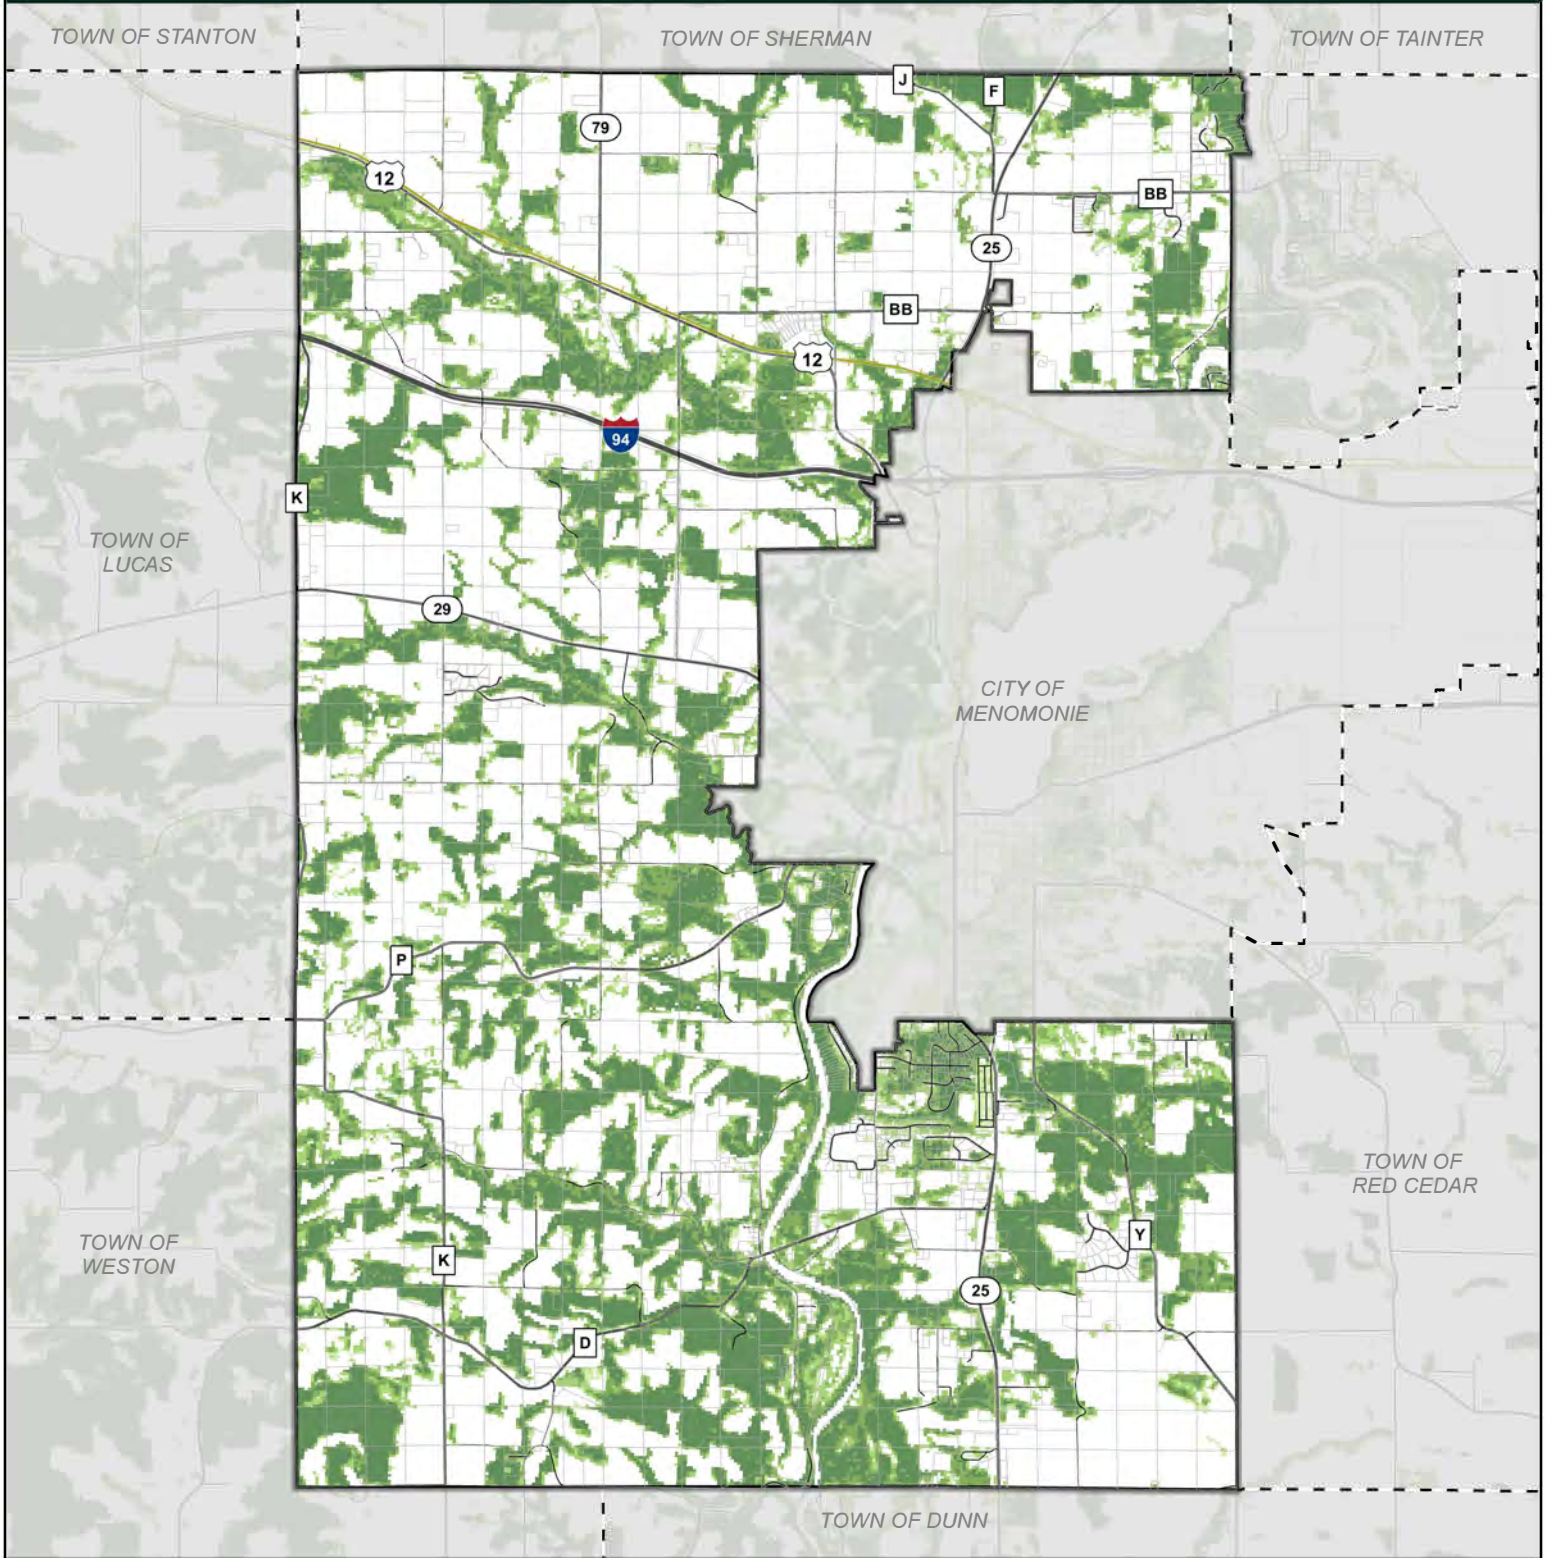 TOWN OF STANTON
TOWN OF SHERMAN
TOWN OF TAINTER
J
F
79
12
BB
25
BB
12
94
K
TOWN OF
LUCAS
29
CITY OF
MENOMONIE
P
TOWN OF
RED CEDAR
Y
TOWN OF
WESTON
K
25
D
TOWN OF DUNN